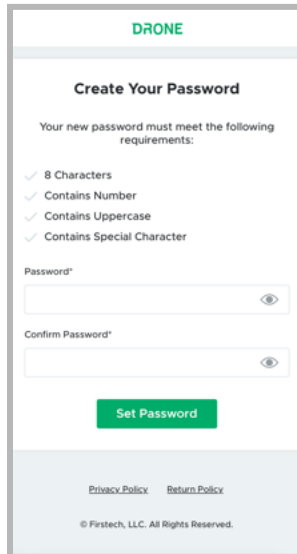 DRONE
Create Your Password
Your new password must meet the following
requirements:
8 Characters
Contains Number
Contains Uppercase
Contains Special Character
Password*
Confirm Password*
Set Password
Privacy Policy Return Policy
© Firstech, LLC. All Rights Reserved.